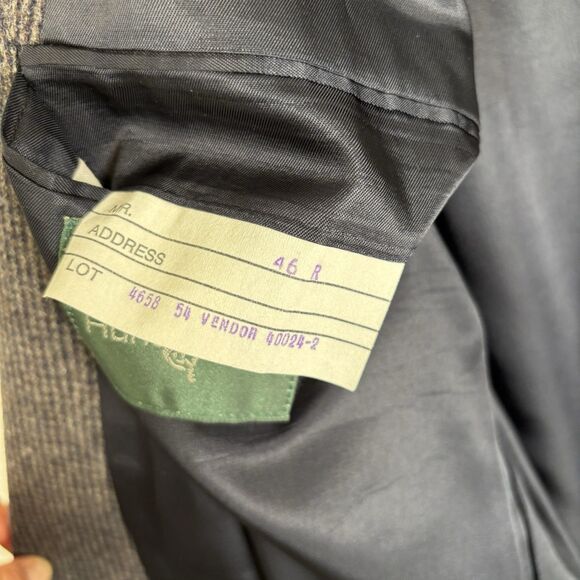 MR.
ADDRESS
46 R
LOT
4658 54 VENDOR 40024-2